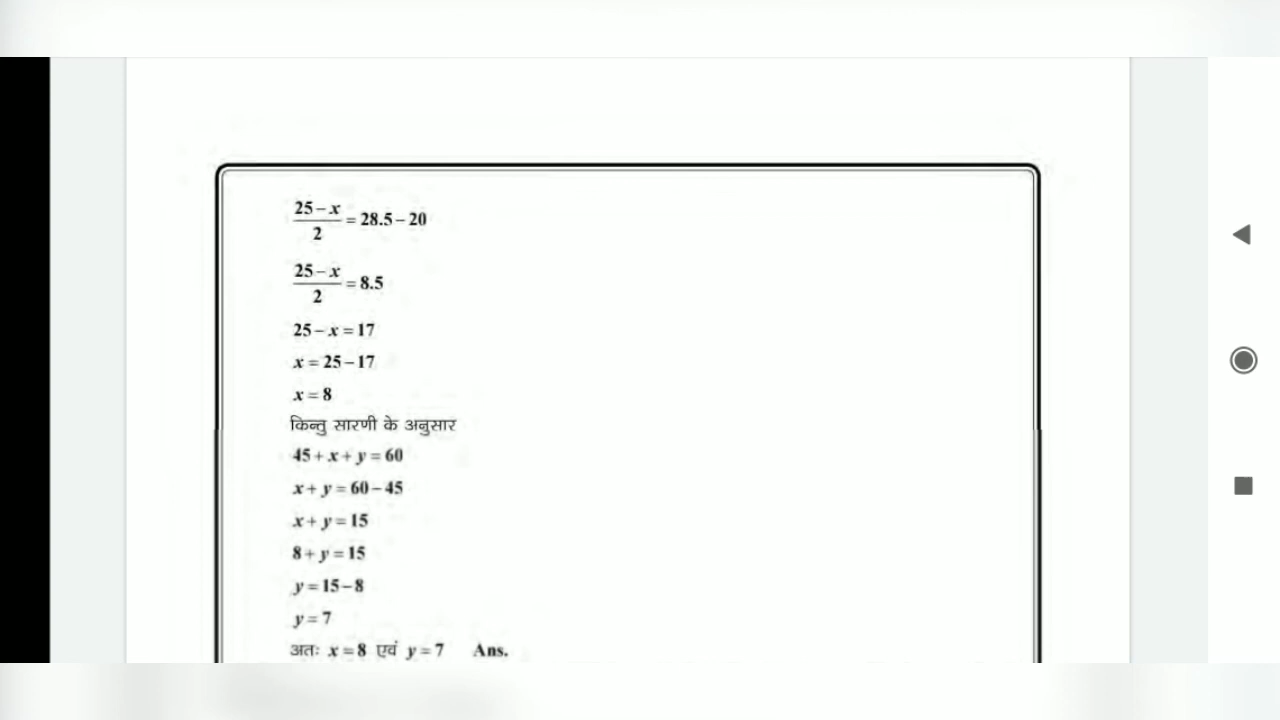 25 – x / 2 = 28.5 – 20
25 – x / 2 = 8.5
25 – x = 17
x = 25 – 17
x = 8
किन्तु सारणी के अनुसार
45 + x + y = 60
x + y = 60 – 45
x + y = 15
8 + y = 15
y = 15 – 8
y = 7
अतः x = 8 एवं y = 7 Ans.